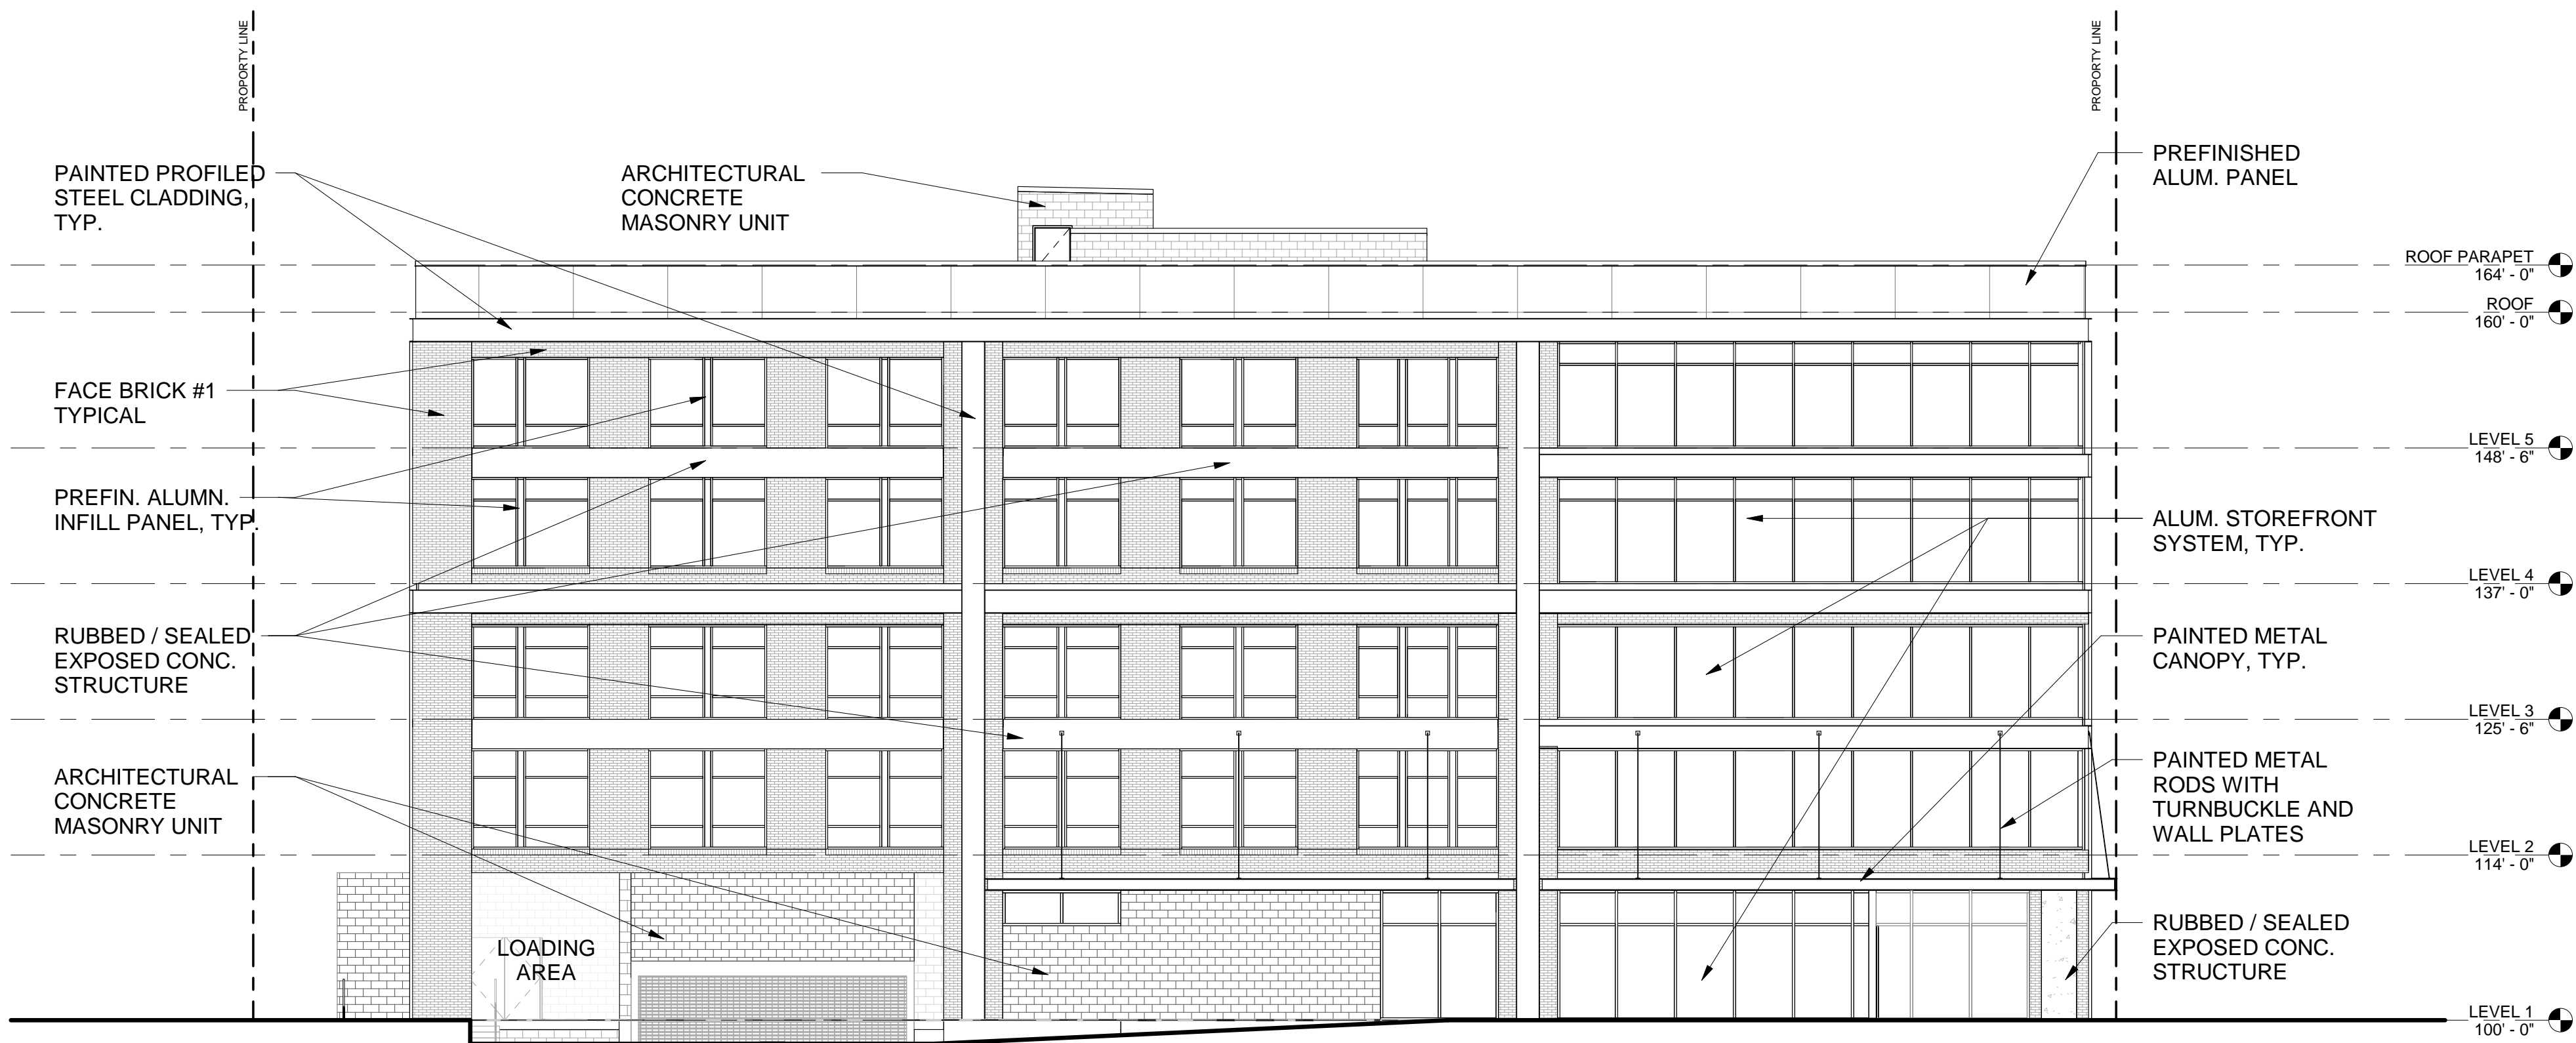 PROPORTY LINE
PROPORTY LINE
PAINTED PROFILED
STEEL CLADDING,
TYP.
FACE BRICK #1
TYPICAL
PREFIN. ALUMN.
INFILL PANEL, TYP.
RUBBED / SEALED
EXPOSED CONC.
STRUCTURE
ARCHITECTURAL
CONCRETE
MASONRY UNIT
ARCHITECTURAL
CONCRETE
MASONRY UNIT
LOADING
AREA
PREFINISHED
ALUM. PANEL
ALUM. STOREFRONT
SYSTEM, TYP.
PAINTED METAL
CANOPY, TYP.
PAINTED METAL
RODS WITH
TURNBUCKLE AND
WALL PLATES
RUBBED / SEALED
EXPOSED CONC.
STRUCTURE
ROOF PARAPET
164' - 0"
ROOF
160' - 0"
LEVEL 5
148' - 6"
LEVEL 4
137' - 0"
LEVEL 3
125' - 6"
LEVEL 2
114' - 0"
LEVEL 1
100' - 0"